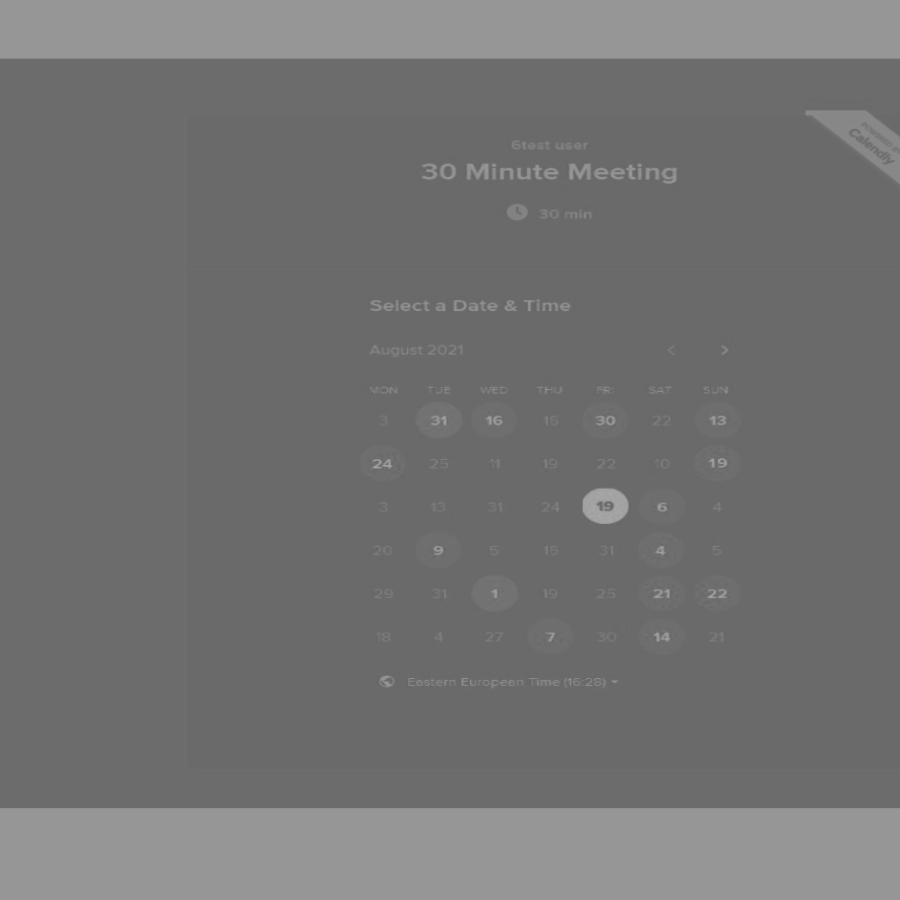 POWERED BY
Calendly
6test user
30 Minute Meeting
30 min
Select a Date & Time
August 2021 < >
MON TUE WED THU FRI SAT SUN
3 31 16 15 30 22 13
24 25 11 19 22 10 19
3 13 31 24 19 6 4
20 9 5 15 31 4 5
29 31 1 19 25 21 22
18 4 27 7 30 14 21
Eastern European Time (16:28)